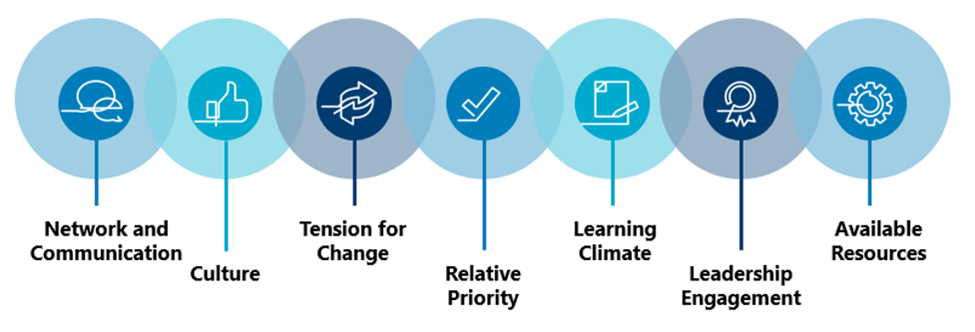 Network and
Communication
Culture
Tension for
Change
Relative
Priority
Learning
Climate
Leadership
Engagement
Available
Resources